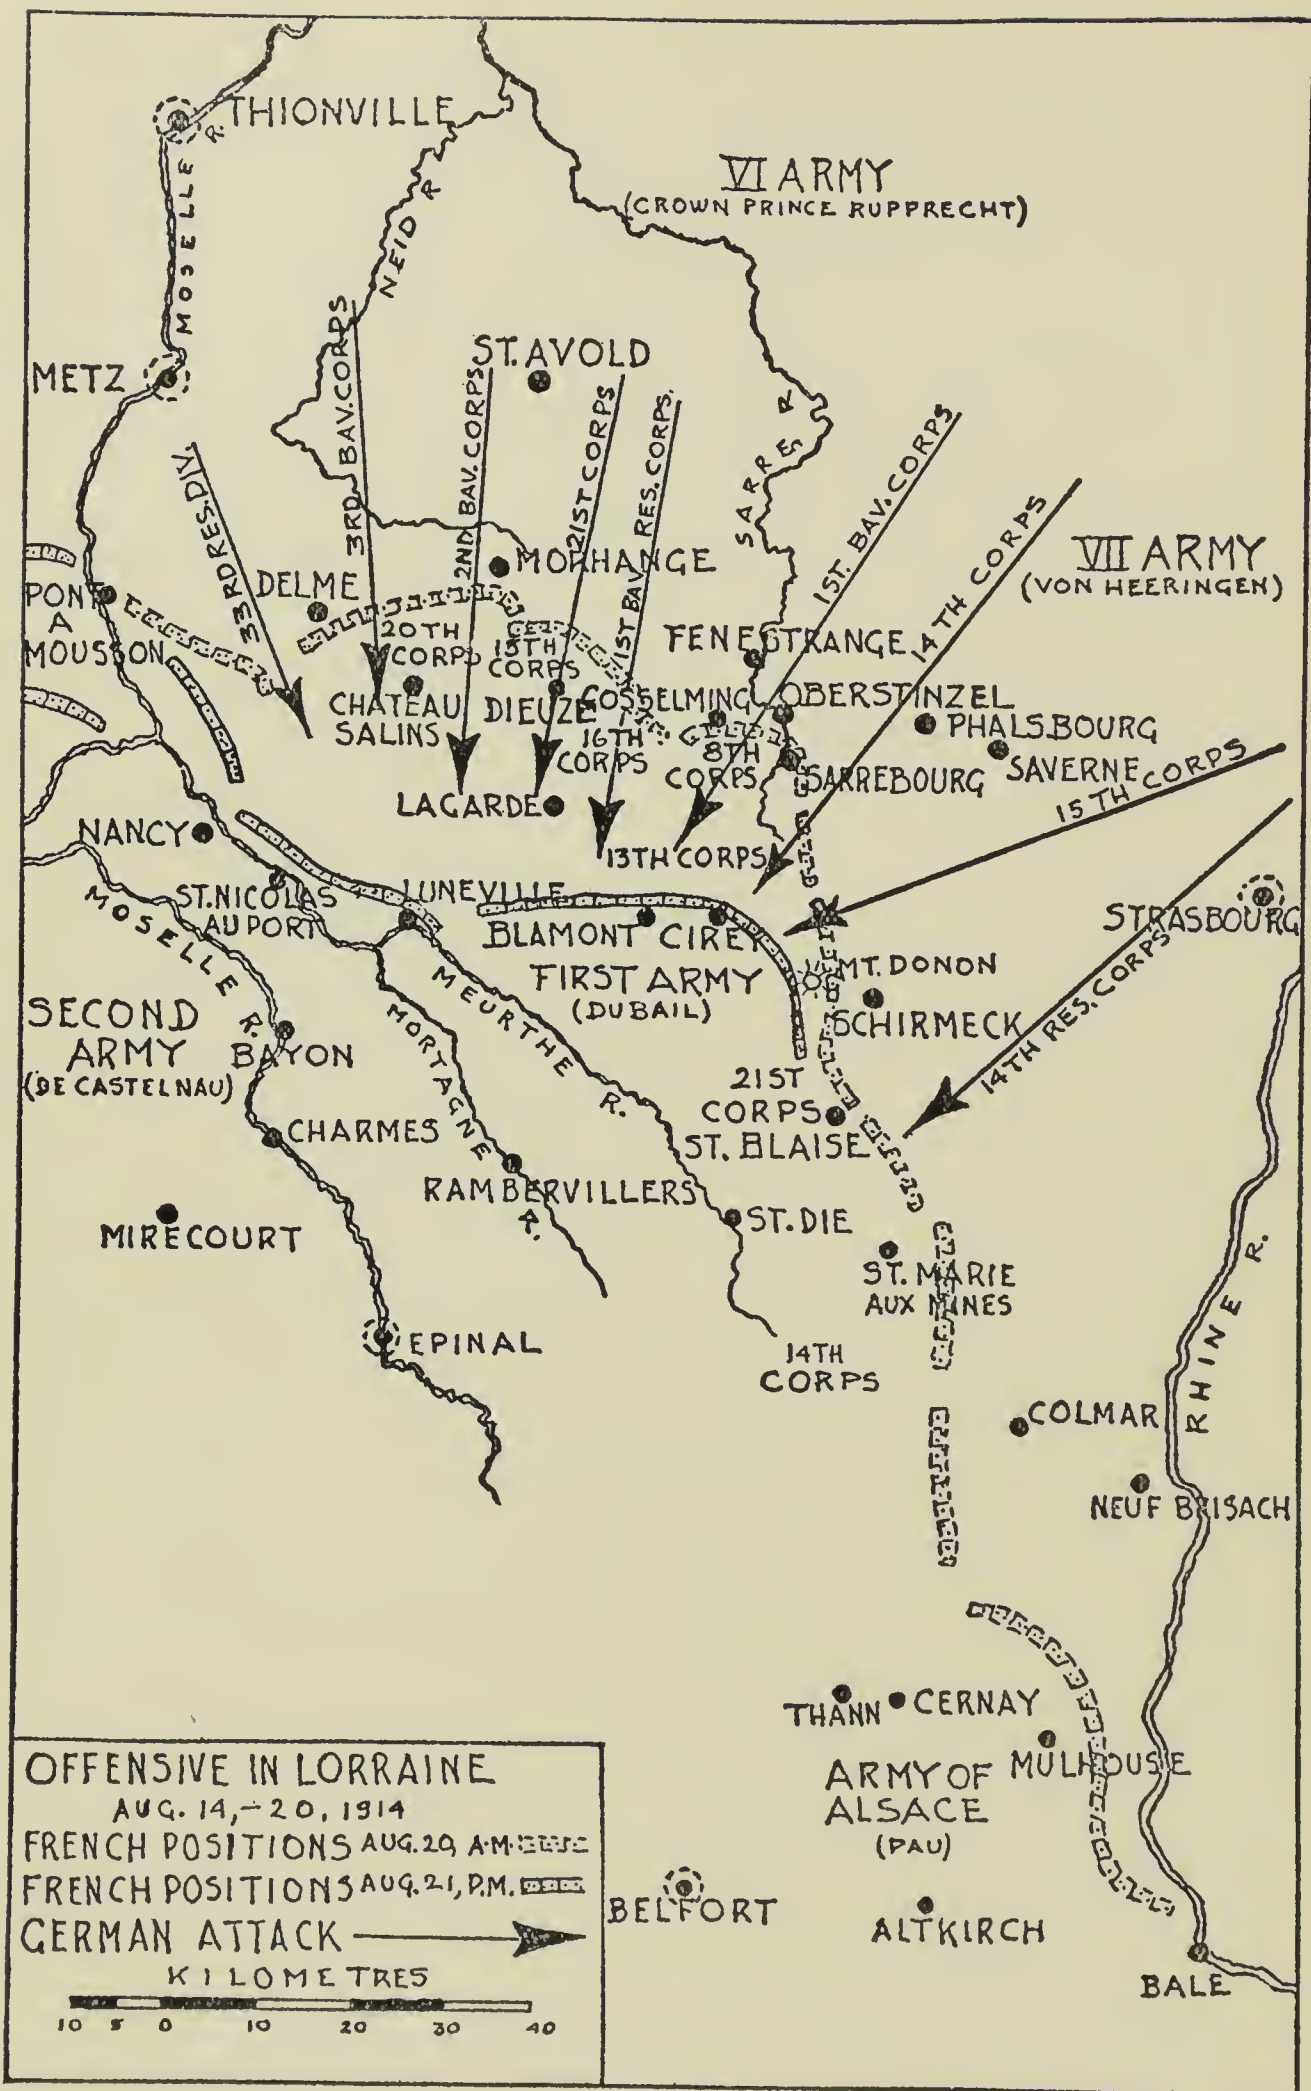 THIONVILLE
MOSELLE R.
NEID R
VI ARMY
(CROWN PRINCE RUPPRECHT)
METZ
ST. AVOLD
33RD RES. DIV.
3RD BAV. CORPS
2ND BAV. CORPS
21ST CORPS
1ST BAV. RES. CORPS.
SARRE R
1ST. BAV. CORPS
14TH CORPS
VII ARMY
(VON HEERINGEN)
MORHANGE
DELME
PONT
A
MOUSSON
20TH
CORPS
15TH
CORPS
FENESTRANGE
CHATEAU
SALINS
DIEUZE
GOSSELMING
OBERSTINZEL
16TH
CORPS
8TH
CORPS
PHALSBOURG
SARREBOURG
SAVERNE
15TH CORPS
LAGARDE
NANCY
13TH CORPS
ST. NICOLAS
AU PORT
LUNEVILLE
BLAMONT
CIREY
STRASBOURG
MOSELLE R.
FIRST ARMY
(DUBAIL)
MT. DONON
SCHIRMECK
14TH RES. CORPS
SECOND
ARMY
(DE CASTELNAU)
BAYON
MORTAGNE R.
MEURTHE R.
21ST
CORPS
ST. BLAISE
CHARMES
RAMBERVILLERS
ST. DIE
MIRECOURT
ST. MARIE
AUX MINES
EPINAL
14TH
CORPS
RHINE R.
COLMAR
NEUF BRISACH
THANN
CERNAY
MULHOUSE
ARMY OF
ALSACE
(PAU)
BELFORT
ALTKIRCH
BALE
OFFENSIVE IN LORRAINE
AUG. 14,-20, 1914
FRENCH POSITIONS AUG. 20, A.M.
FRENCH POSITIONS AUG. 21, P.M.
GERMAN ATTACK
KILOMETRES
10 5 0 10 20 30 40